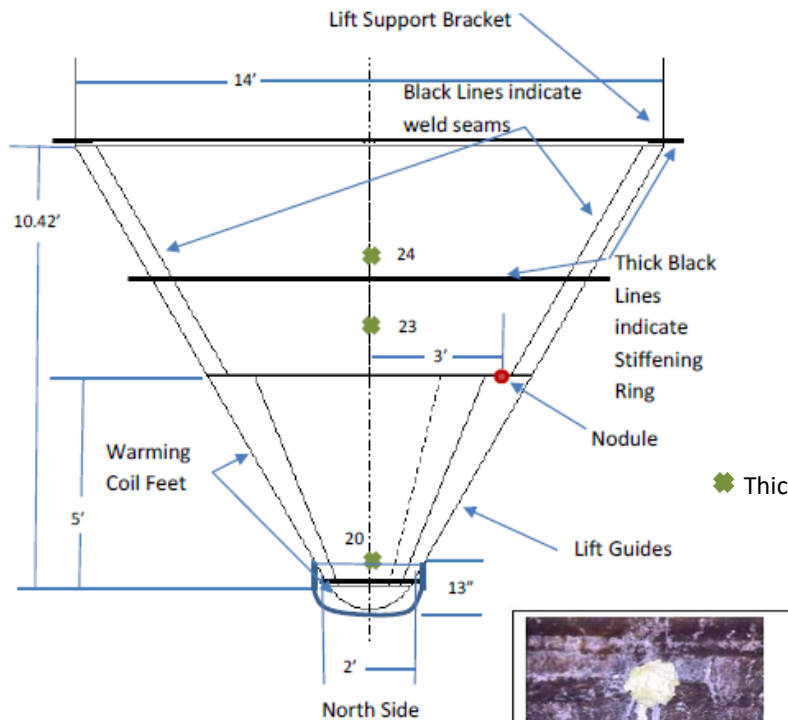 Lift Support Bracket
14’
Black Lines indicate
weld seams
10.42’
24
Thick Black
Lines
indicate
Stiffening
Ring
23
3’
Nodule
Warming
Coil Feet
Thic
5’
20
Lift Guides
13”
2’
North Side